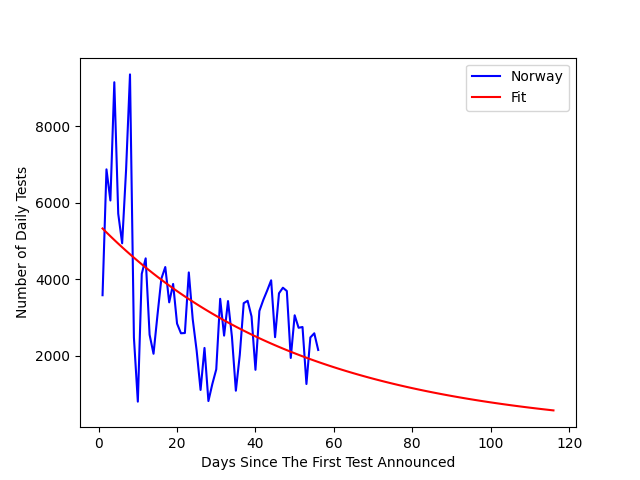 Norway
Fit
8000
6000
4000
2000
Number of Daily Tests
0 20 40 60 80 100 120
Days Since The First Test Announced